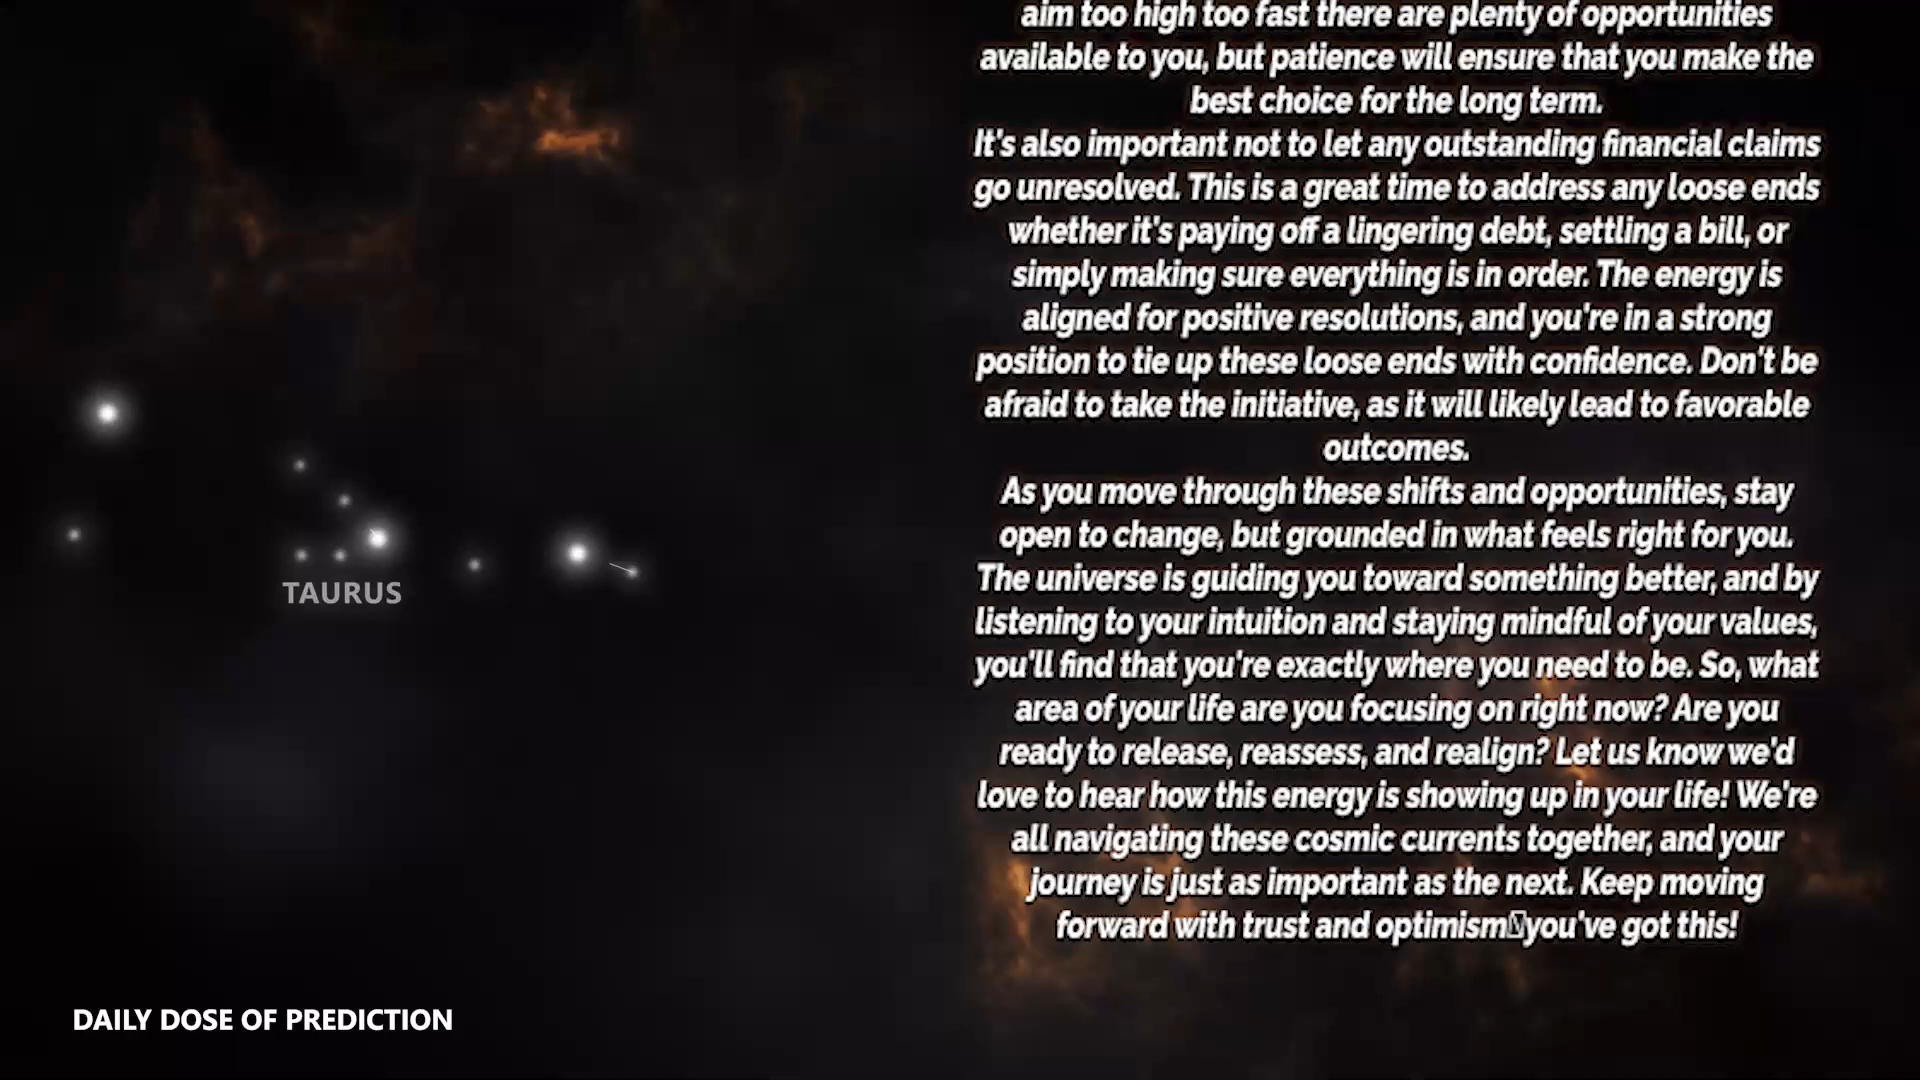 aim too high too fast there are plenty of opportunities
available to you, but patience will ensure that you make the
best choice for the long term.
It's also important not to let any outstanding financial claims
go unresolved. This is a great time to address any loose ends
whether it's paying off a lingering debt, settling a bill, or
simply making sure everything is in order. The energy is
aligned for positive resolutions, and you're in a strong
position to tie up these loose ends with confidence. Don't be
afraid to take the initiative, as it will likely lead to favorable
outcomes.
As you move through these shifts and opportunities, stay
open to change, but grounded in what feels right for you.
The universe is guiding you toward something better, and by
listening to your intuition and staying mindful of your values,
you'll find that you're exactly where you need to be. So, what
area of your life are you focusing on right now? Are you
ready to release, reassess, and realign? Let us know we'd
love to hear how this energy is showing up in your life! We're
all navigating these cosmic currents together, and your
journey is just as important as the next. Keep moving
forward with trust and optimism▯you've got this!
TAURUS
DAILY DOSE OF PREDICTION